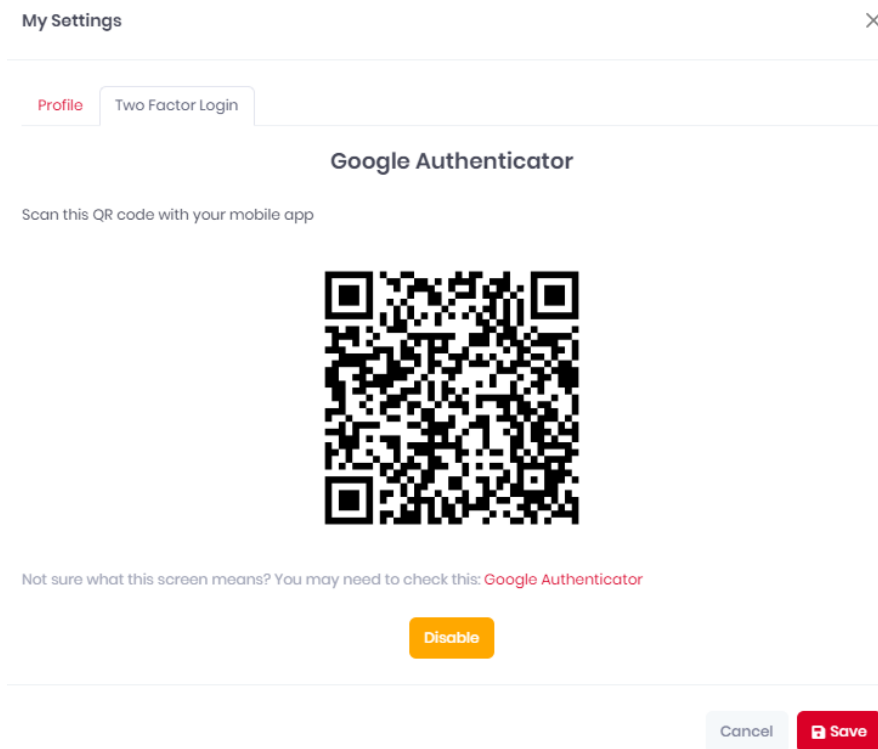 My Settings
Profile
Two Factor Login
Google Authenticator
Scan this QR code with your mobile app
Not sure what this screen means? You may need to check this: Google Authenticator
Disable
Cancel
Save